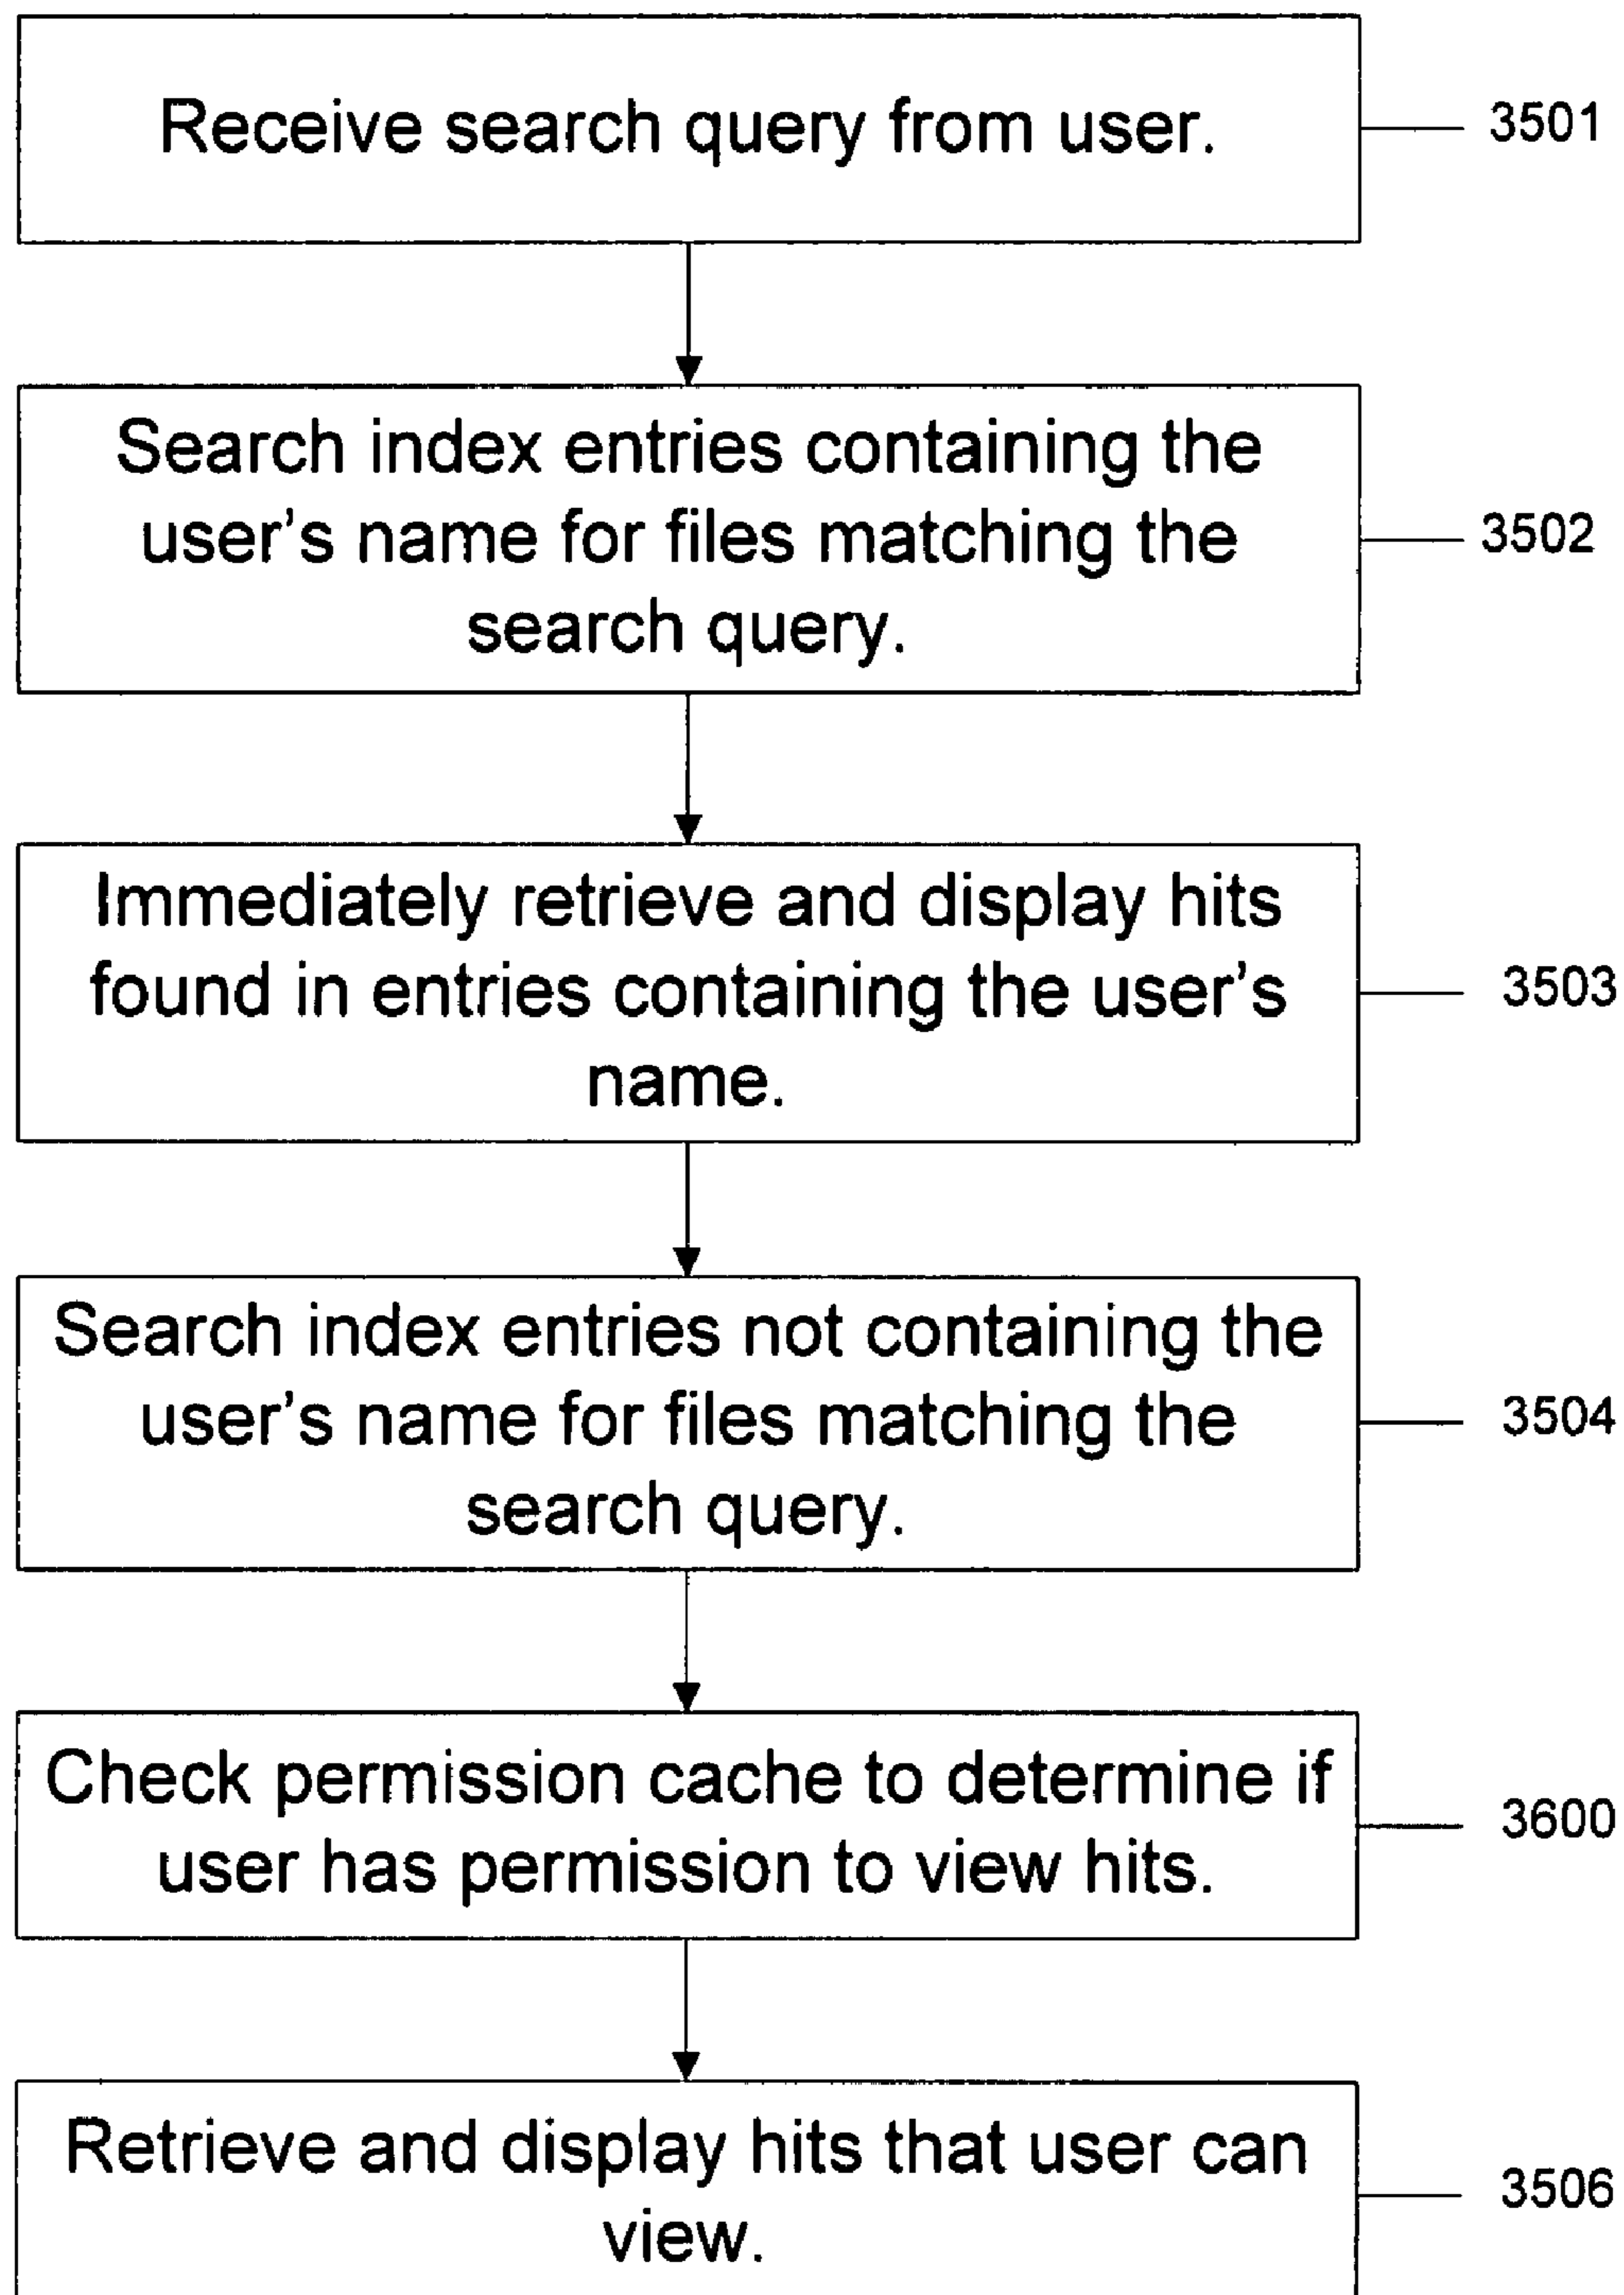 Receive search query from user.
3501
Search index entries containing the
user's name for files matching the
search query.
3502
Immediately retrieve and display hits
found in entries containing the user's
name.
3503
Search index entries not containing the
user's name for files matching the
search query.
3504
Check permission cache to determine if
user has permission to view hits.
3600
Retrieve and display hits that user can
view.
3506